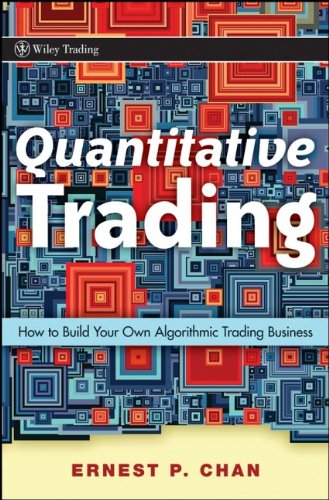 Wiley Trading
Quantitative
Trading
How to Build Your Own Algorithmic Trading Business
ERNEST P. CHAN